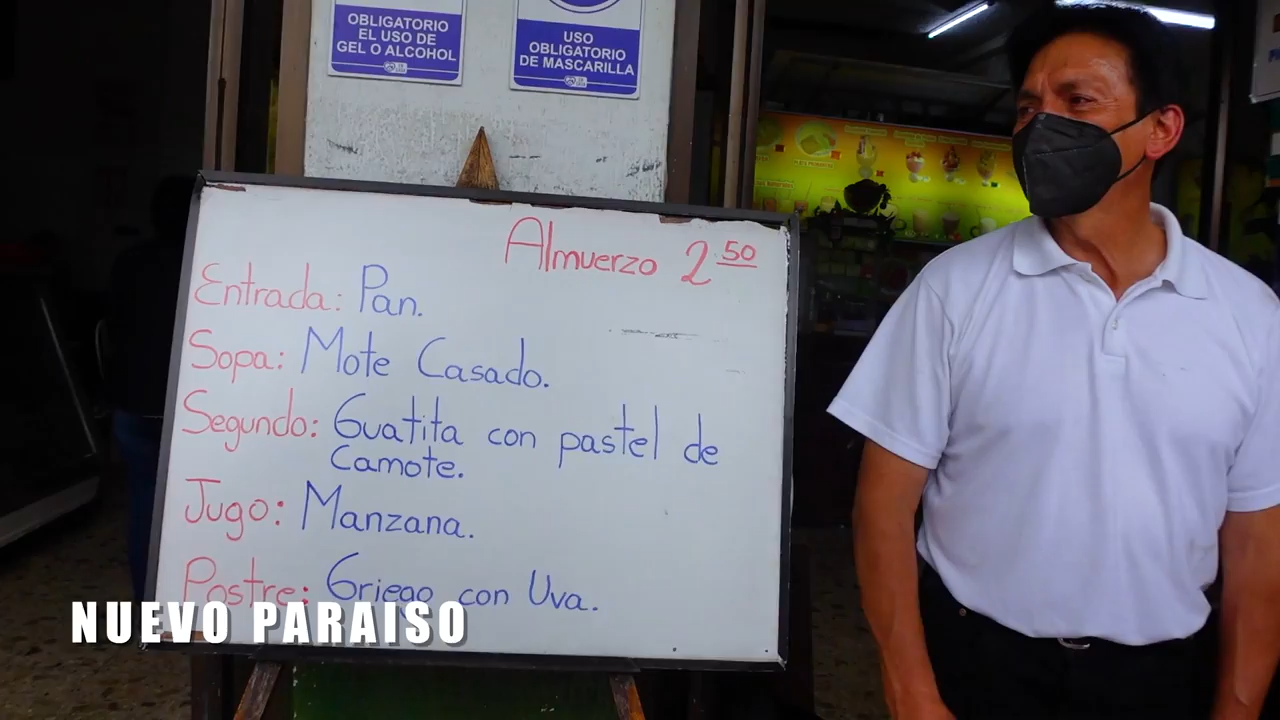 OBLIGATORIO
EL USO DE
GEL O ALCOHOL
USO
OBLIGATORIO
DE MASCARILLA
Almuerzo 2.50
Entrada: Pan.
Sopa: Mote Casado.
Segundo: Guatita con pastel de
Camote.
Jugo: Manzana.
Postre: Griego con Uva.
NUEVO PARAISO